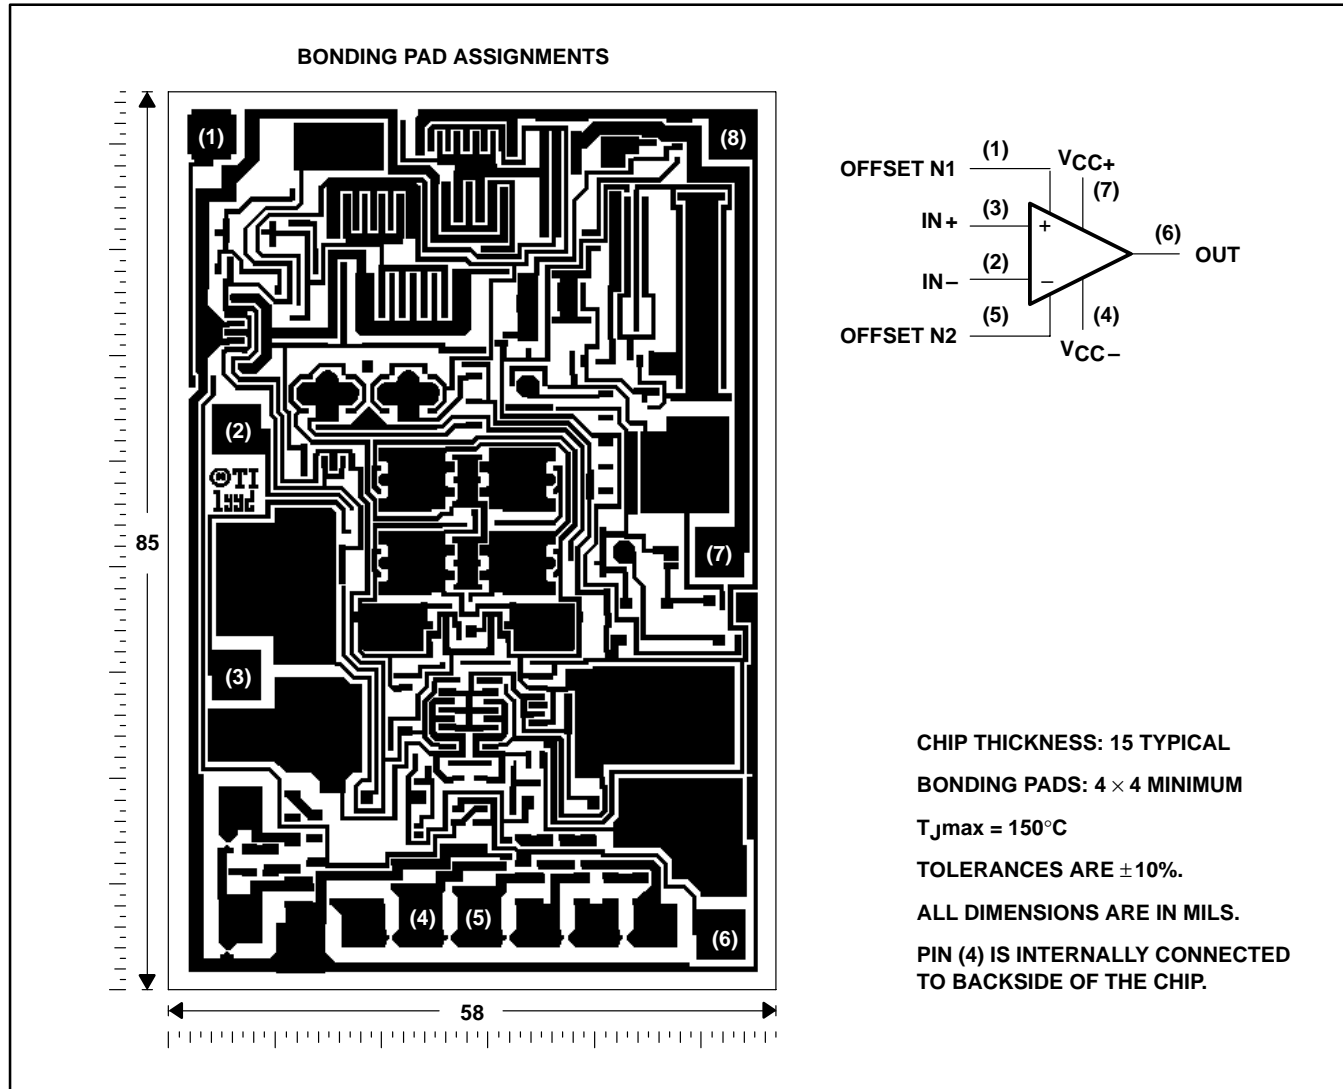 BONDING PAD ASSIGNMENTS
(1)
(8)
(2)
©TI
1992
(7)
(3)
(4)
(5)
(6)
85
58
OFFSET N1
(1)
VCC+
(7)
IN+
(3)
+
(6)
OUT
(2)
IN−
−
(5)
(4)
OFFSET N2
VCC−
CHIP THICKNESS: 15 TYPICAL
BONDING PADS: 4 × 4 MINIMUM
TJmax = 150°C
TOLERANCES ARE ±10%.
ALL DIMENSIONS ARE IN MILS.
PIN (4) IS INTERNALLY CONNECTED
TO BACKSIDE OF THE CHIP.